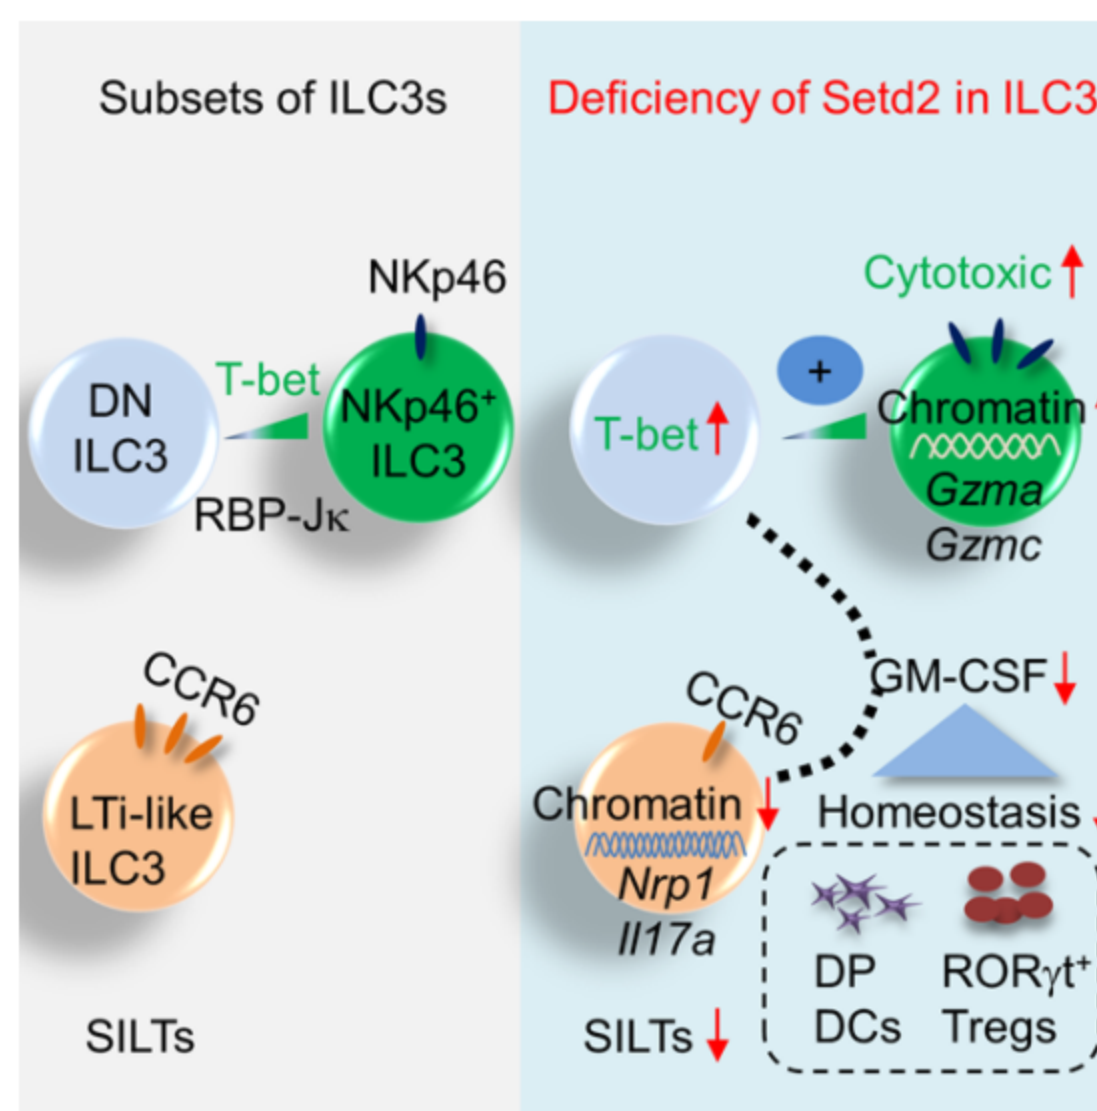 Subsets of ILC3s
Deficiency of Setd2 in ILC3
NKp46
DN
ILC3
T-bet
RBP-Jκ
NKp46⁺
ILC3
CCR6
LTi-like
ILC3
SILTs
Cytotoxic
T-bet
+
Chromatin
Gzma
Gzmc
GM-CSF
CCR6
Chromatin
Nrp1
Il17a
Homeostasis
DP
DCs
RORγt⁺
Tregs
SILTs